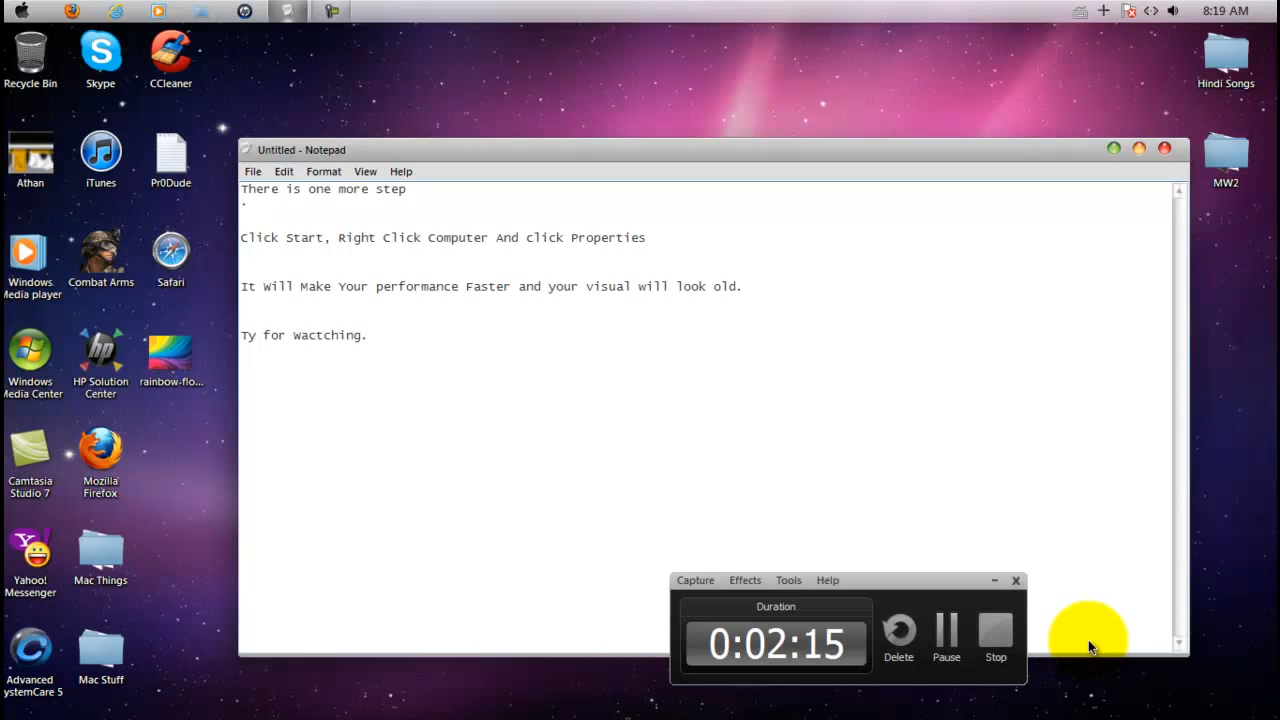 8:19 AM
Recycle Bin
Skype
CCleaner
Hindi Songs
Athan
iTunes
Pr0Dude
MW2
Windows
Media player
Combat Arms
Safari
Windows
Media Center
HP Solution
Center
rainbow-flo...
Camtasia
Studio 7
Mozilla
Firefox
Yahoo!
Messenger
Mac Things
Advanced
SystemCare 5
Mac Stuff
Untitled - Notepad
File Edit Format View Help
There is one more step
.
Click Start, Right Click Computer And click Properties
It Will Make Your performance Faster and your visual will look old.
Ty for Wactching.
Capture Effects Tools Help
Duration
0:02:15
Delete Pause Stop